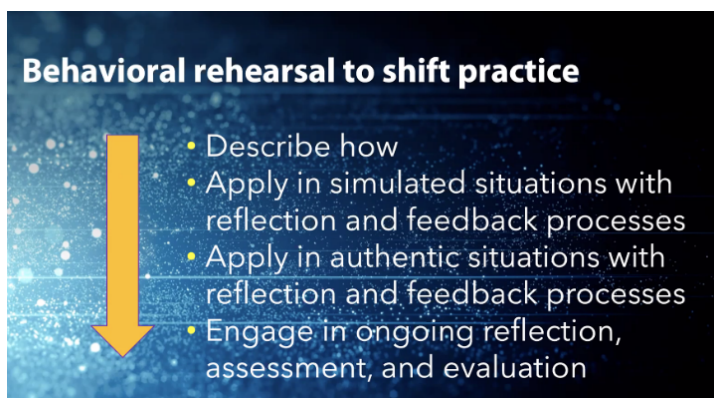 Behavioral rehearsal to shift practice
• Describe how
• Apply in simulated situations with
reflection and feedback processes
• Apply in authentic situations with
reflection and feedback processes
• Engage in ongoing reflection,
assessment, and evaluation